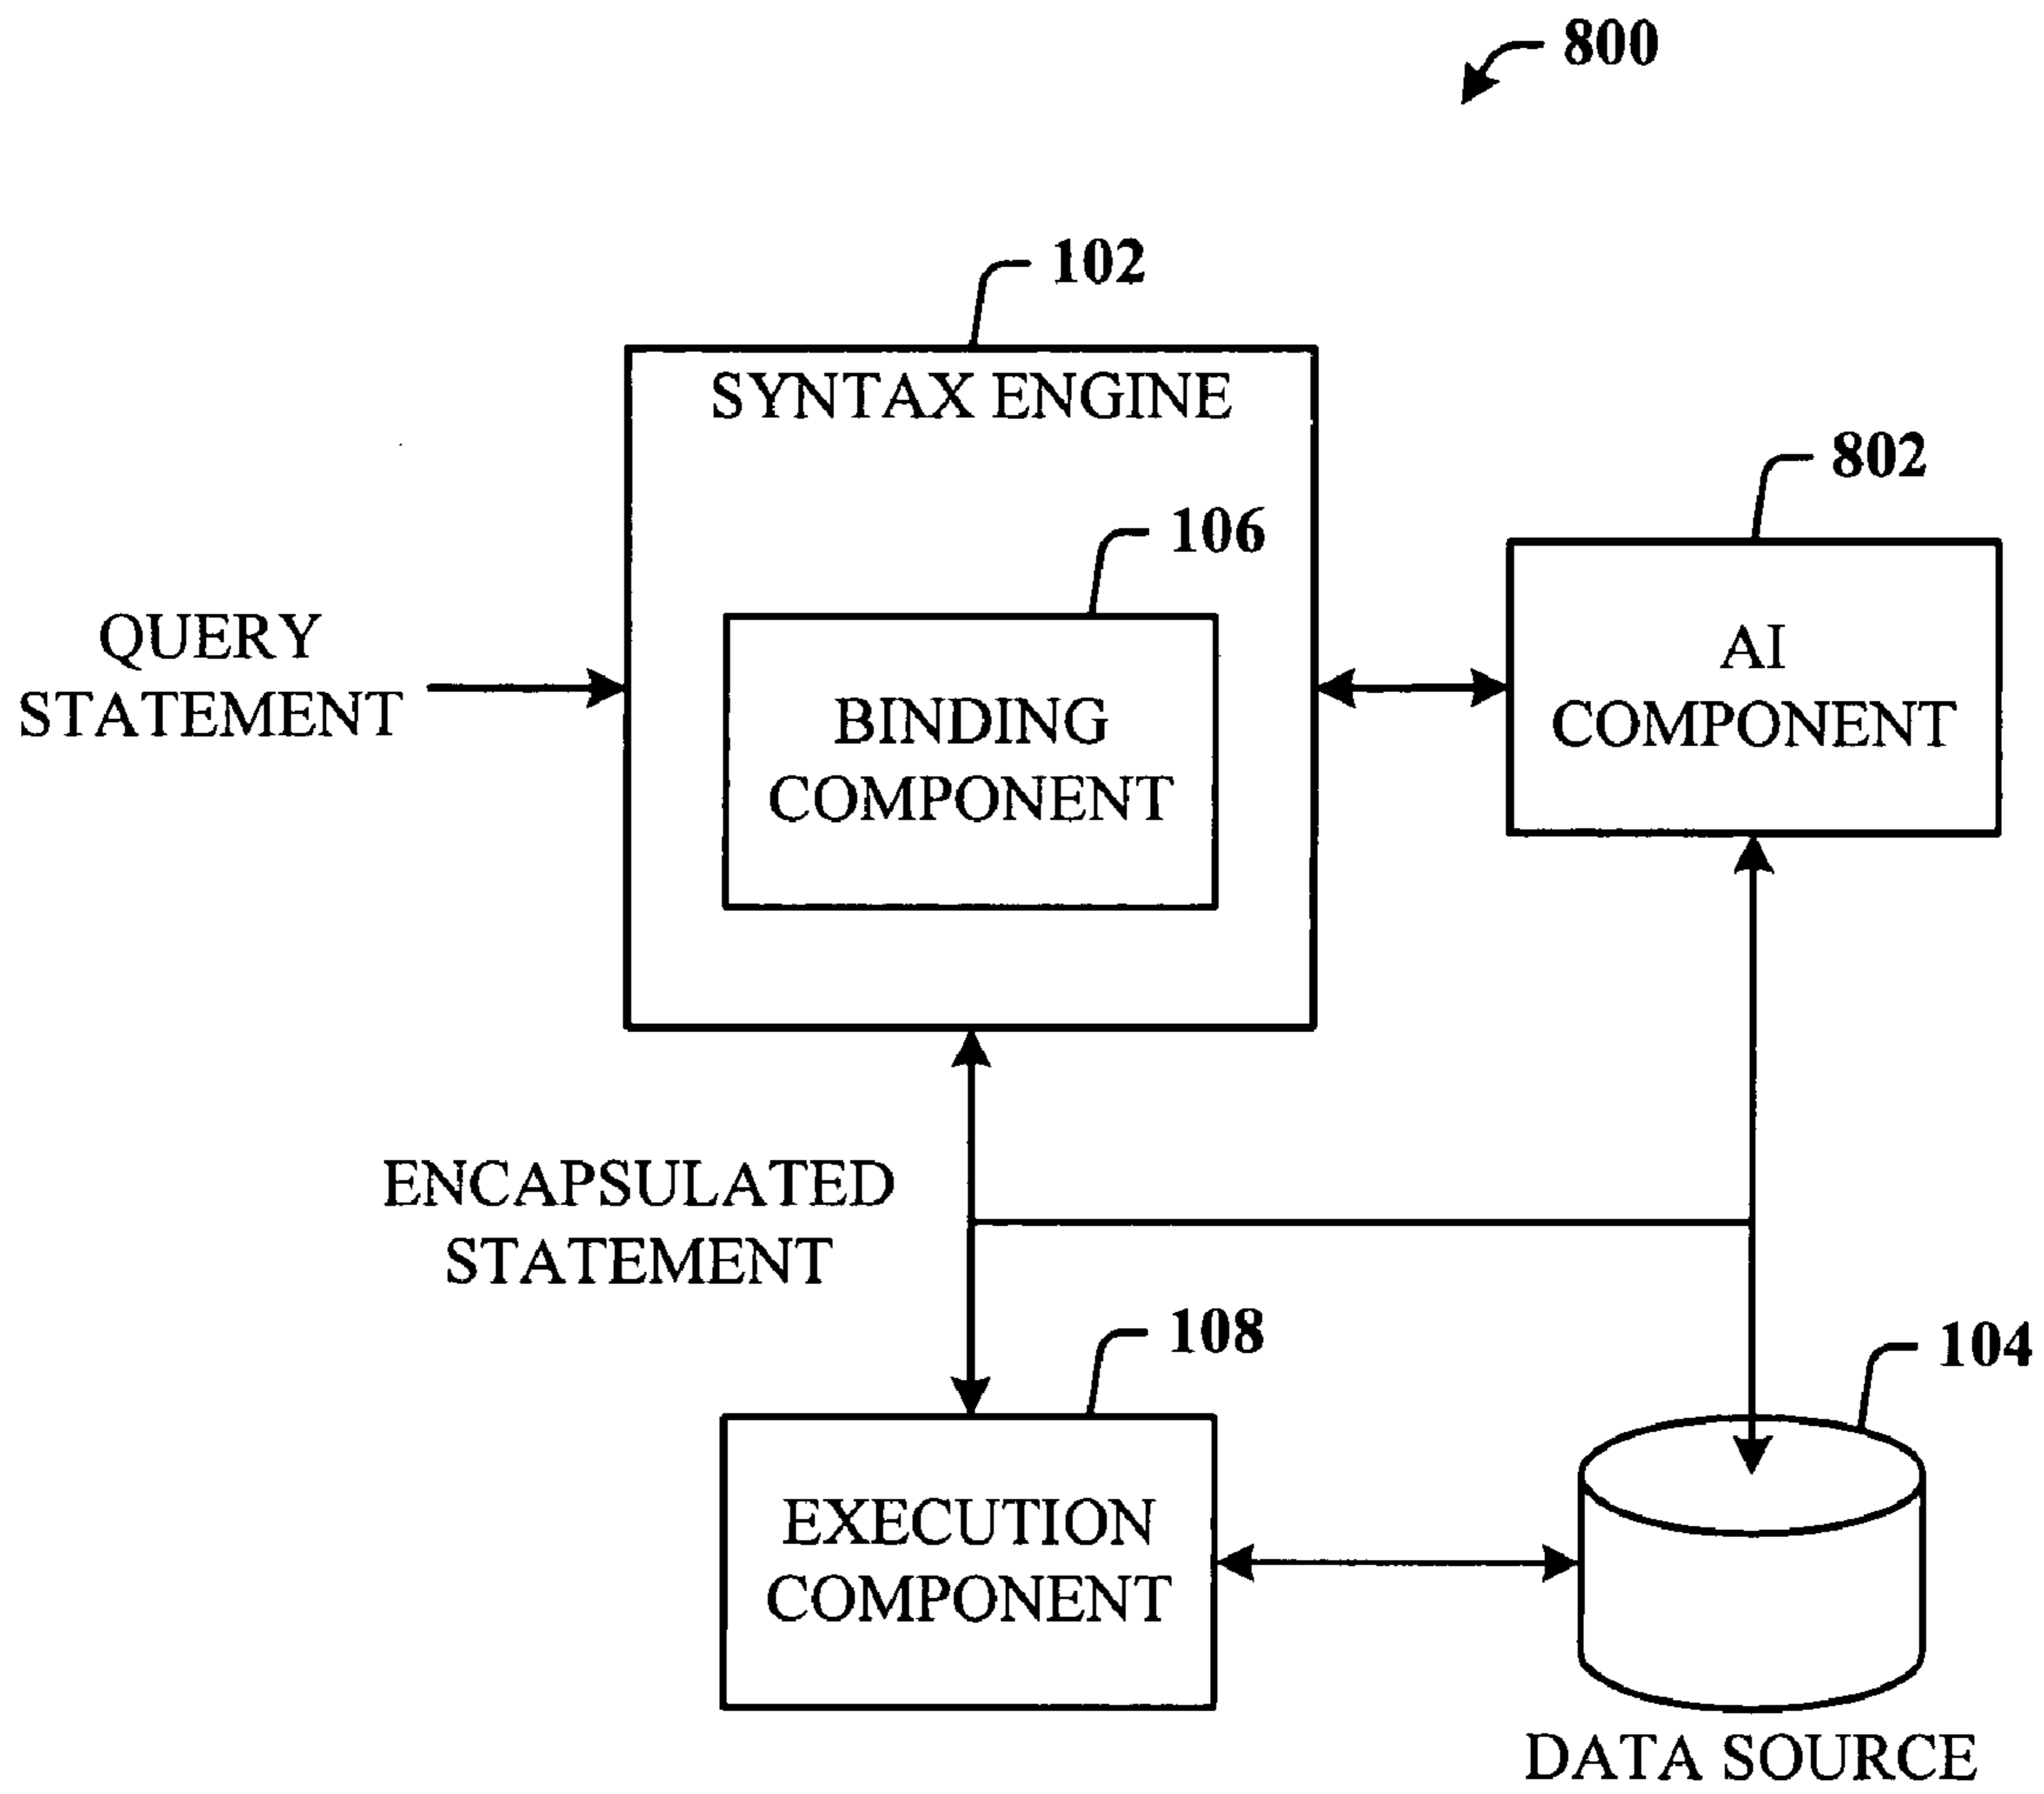 800
102
SYNTAX ENGINE
802
106
QUERY
STATEMENT
BINDING
COMPONENT
AI
COMPONENT
ENCAPSULATED
STATEMENT
108
104
EXECUTION
COMPONENT
DATA SOURCE